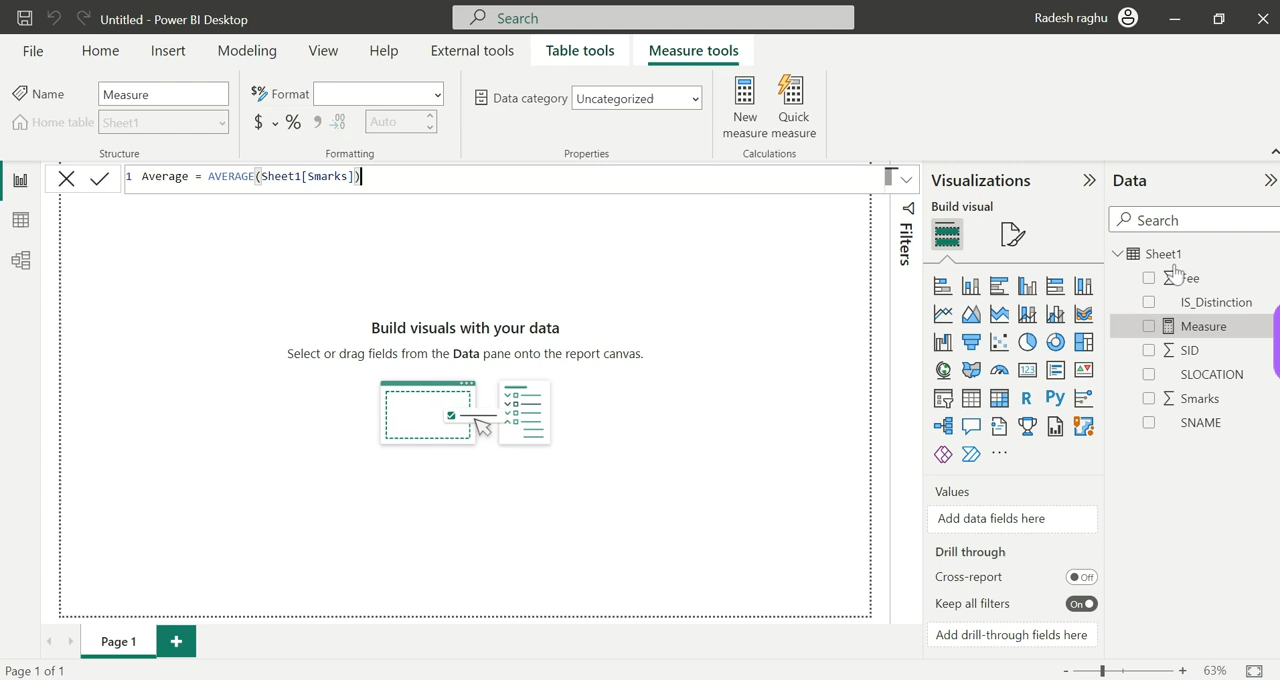 Untitled - Power BI Desktop
Search
Radesh raghu
File Home Insert Modeling View Help External tools Table tools Measure tools
Name Measure
Home table Sheet1
Structure
$% Format
$ % , .00 Auto
Formatting
Data category Uncategorized
Properties
New measure
Quick measure
Calculations
1 Average = AVERAGE(Sheet1[Smarks])
Build visuals with your data
Select or drag fields from the Data pane onto the report canvas.
Filters
Visualizations
Build visual
123
R Py
...
Values
Add data fields here
Drill through
Cross-report Off
Keep all filters On
Add drill-through fields here
Data
Search
Sheet1
∑ ee
IS_Distinction
Measure
∑ SID
SLOCATION
∑ Smarks
SNAME
Page 1 +
Page 1 of 1
- + 63%